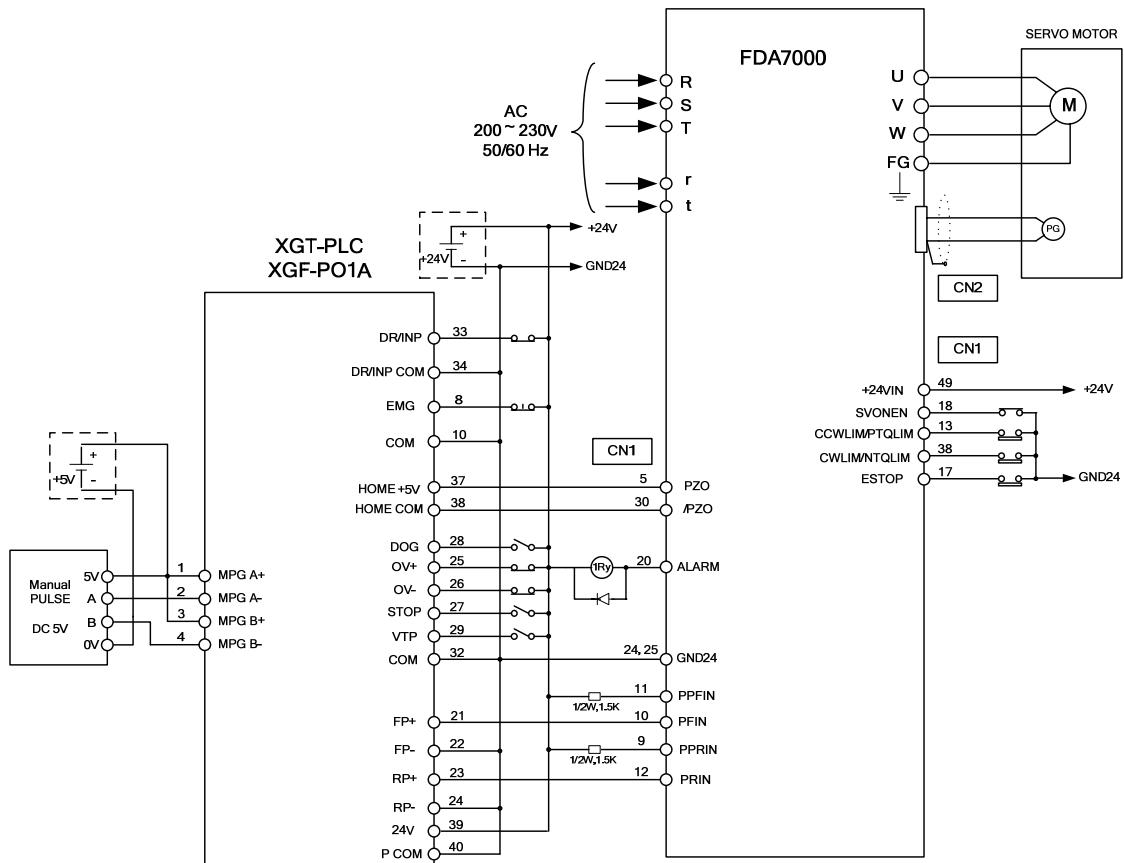 SERVO MOTOR
FDA7000
R
S
T
r
t
AC
200 ~ 230V
50/60 Hz
U
V
W
FG
M
PG
CN2
CN1
+24V
GND24
+
+24V
-
XGT-PLC
XGF-PO1A
DR/INP 33
DR/INP COM 34
EMG 8
COM 10
HOME +5V 37
HOME COM 38
DOG 28
OV+ 25
OV- 26
STOP 27
VTP 29
COM 32
FP+ 21
FP- 22
RP+ 23
RP- 24
24V 39
P COM 40
+
+5V
-
Manual
PULSE
DC 5V
5V
A
B
0V
1 MPG A+
2 MPG A-
3 MPG B+
4 MPG B-
CN1
5 PZO
30 /PZO
1Ry
20 ALARM
24, 25 GND24
11 PPFIN
1/2W,1.5K
10 PFIN
9 PPRIN
1/2W,1.5K
12 PRIN
+24VIN 49 +24V
SVONEN 18
CCWLIM/PTQLIM 13
CWLIM/NTQLIM 38
ESTOP 17 GND24